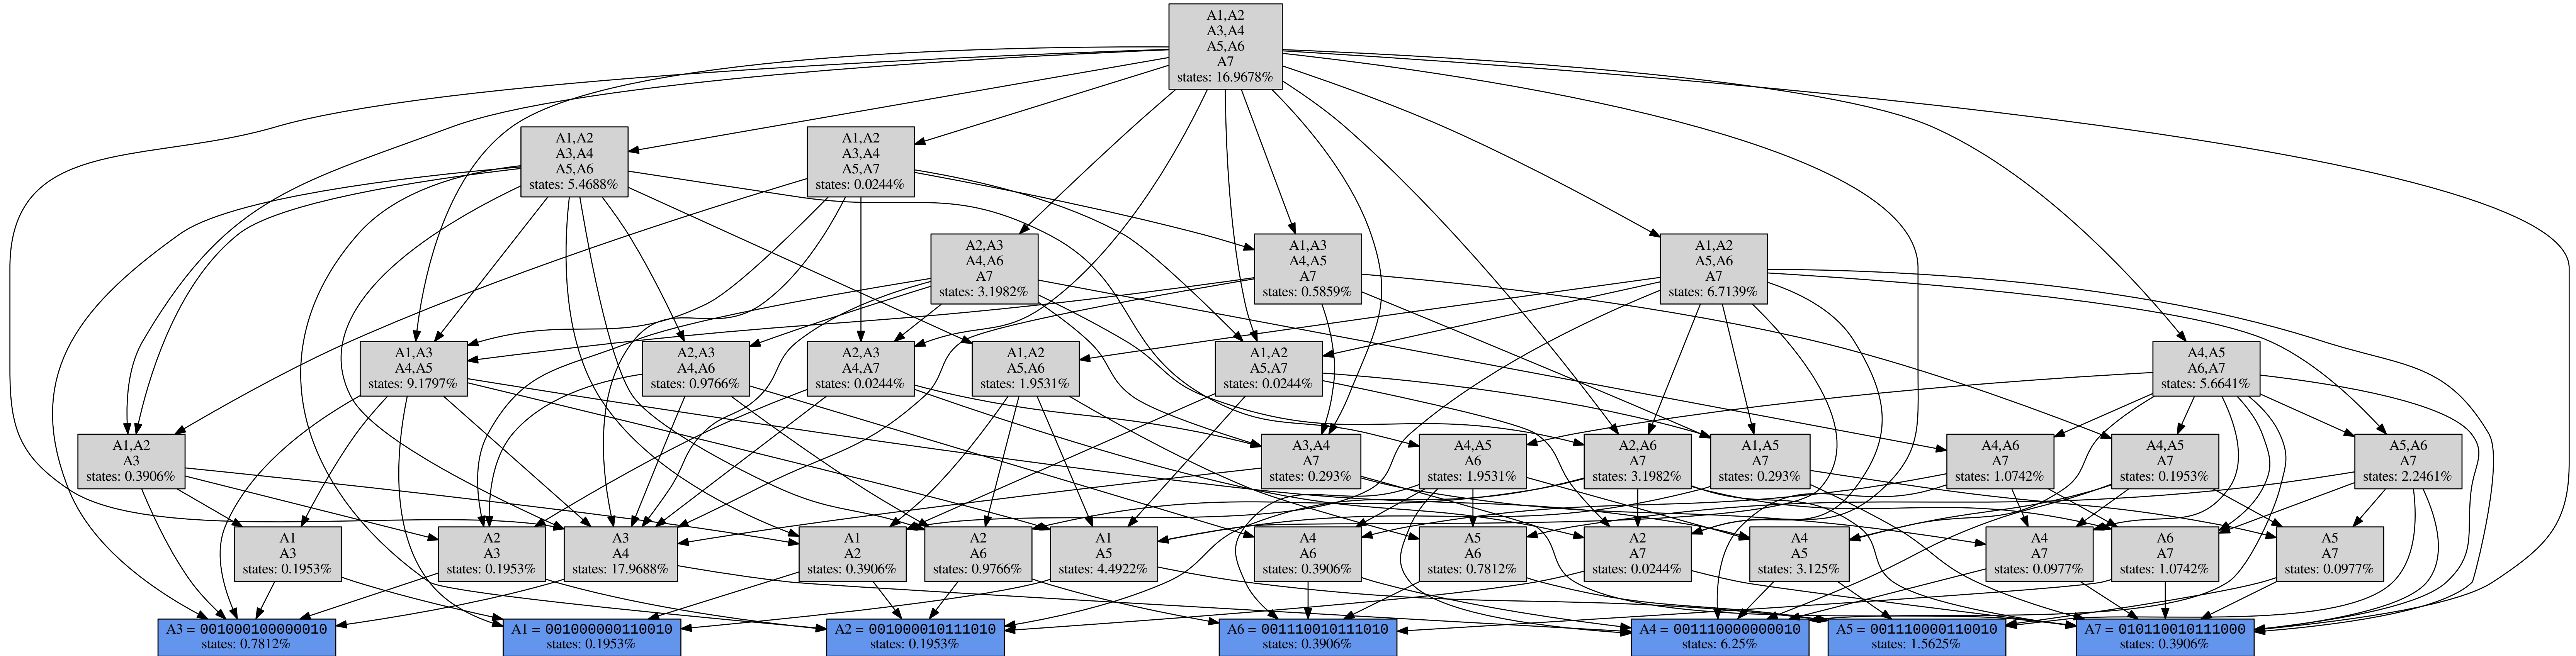 A1,A2
A3,A4
A5,A6
A7
states: 16.9678%
A1,A2
A3,A4
A5,A6
states: 5.4688%
A1,A2
A3,A4
A5,A7
states: 0.0244%
A2,A3
A4,A6
A7
states: 3.1982%
A1,A3
A4,A5
A7
states: 0.5859%
A1,A2
A5,A6
A7
states: 6.7139%
A1,A3
A4,A5
states: 9.1797%
A2,A3
A4,A6
states: 0.9766%
A2,A3
A4,A7
states: 0.0244%
A1,A2
A5,A6
states: 1.9531%
A1,A2
A5,A7
states: 0.0244%
A4,A5
A6,A7
states: 5.6641%
A1,A2
A3
states: 0.3906%
A3,A4
A7
states: 0.293%
A4,A5
A6
states: 1.9531%
A2,A6
A7
states: 3.1982%
A1,A5
A7
states: 0.293%
A4,A6
A7
states: 1.0742%
A4,A5
A7
states: 0.1953%
A5,A6
A7
states: 2.2461%
A1
A3
states: 0.1953%
A2
A3
states: 0.1953%
A3
A4
states: 17.9688%
A1
A2
states: 0.3906%
A2
A6
states: 0.9766%
A1
A5
states: 4.4922%
A4
A6
states: 0.3906%
A5
A6
states: 0.7812%
A2
A7
states: 0.0244%
A4
A5
states: 3.125%
A4
A7
states: 0.0977%
A6
A7
states: 1.0742%
A5
A7
states: 0.0977%
A3 = 001000100000010
states: 0.7812%
A1 = 001000000110010
states: 0.1953%
A2 = 001000010111010
states: 0.1953%
A6 = 001110010111010
states: 0.3906%
A4 = 001110000000010
states: 6.25%
A5 = 001110000110010
states: 1.5625%
A7 = 010110010111000
states: 0.3906%